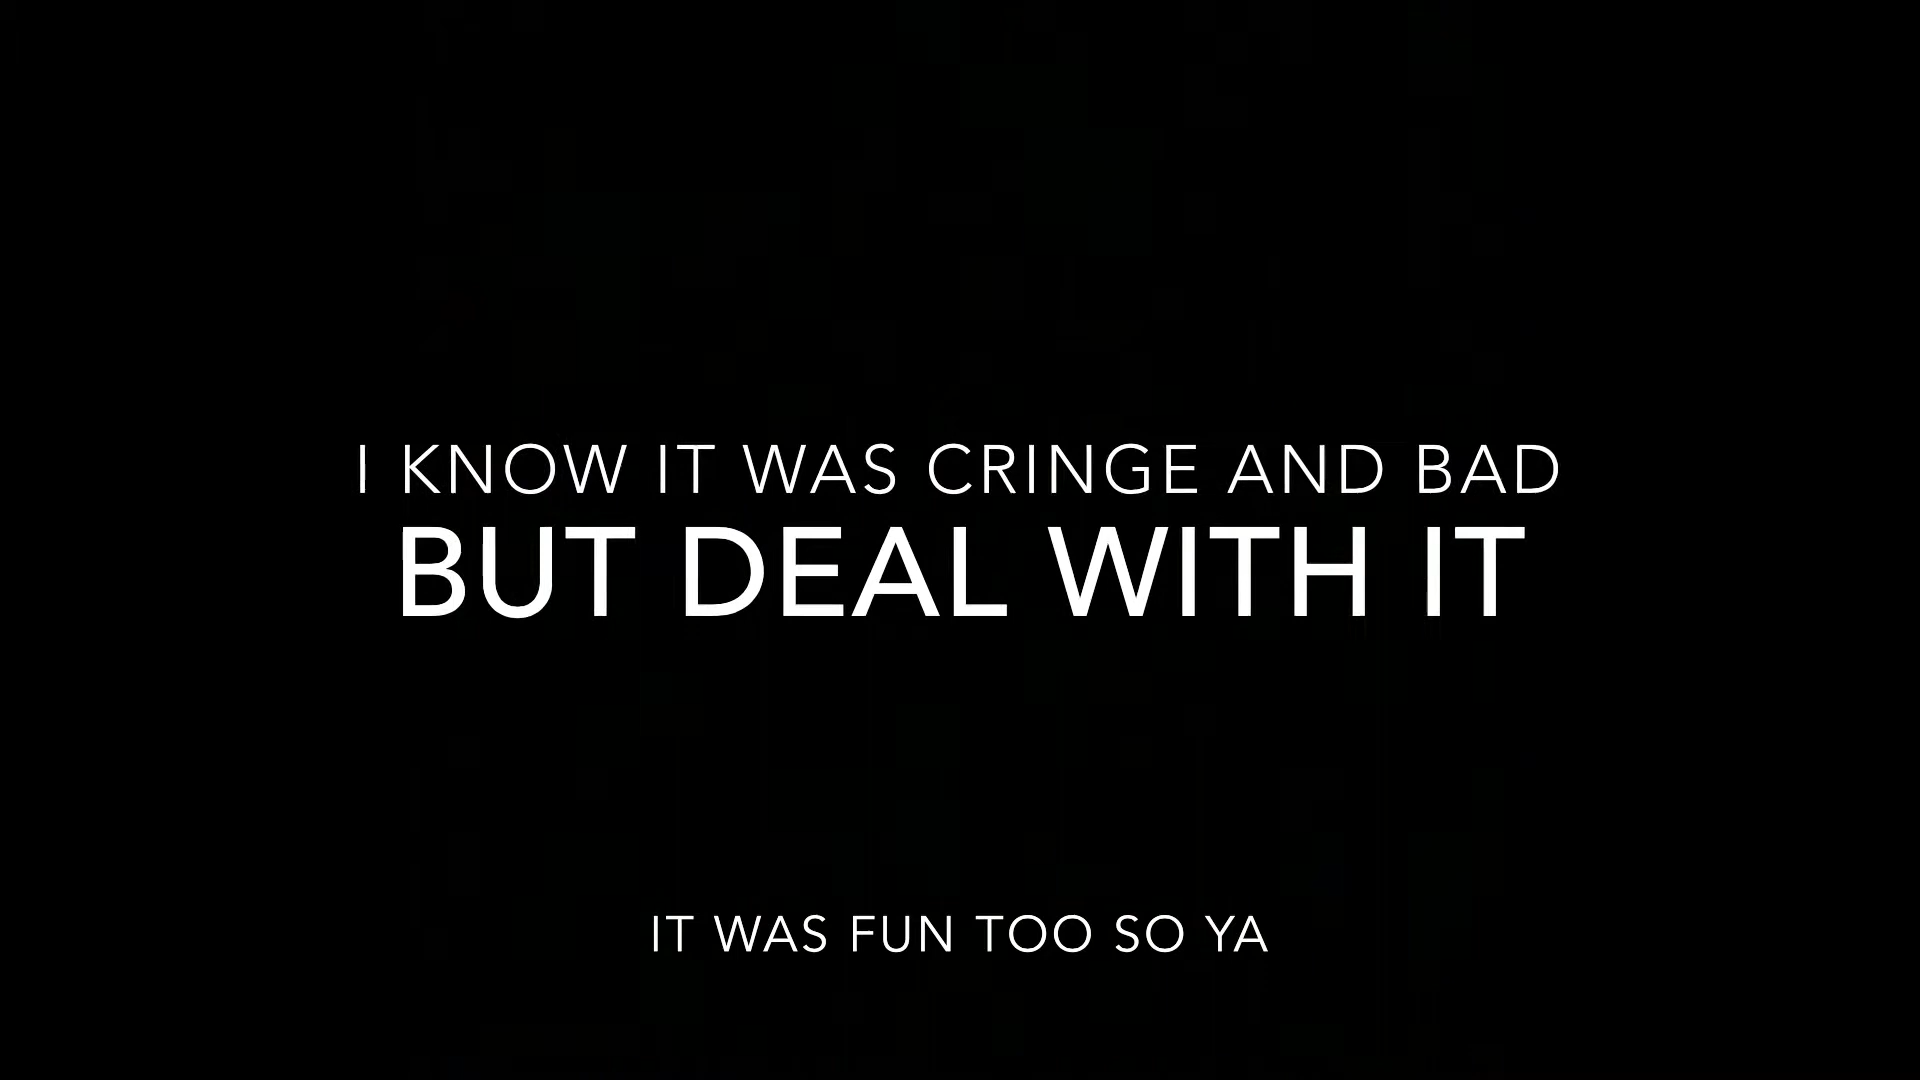 I KNOW IT WAS CRINGE AND BAD
BUT DEAL WITH IT
IT WAS FUN TOO SO YA